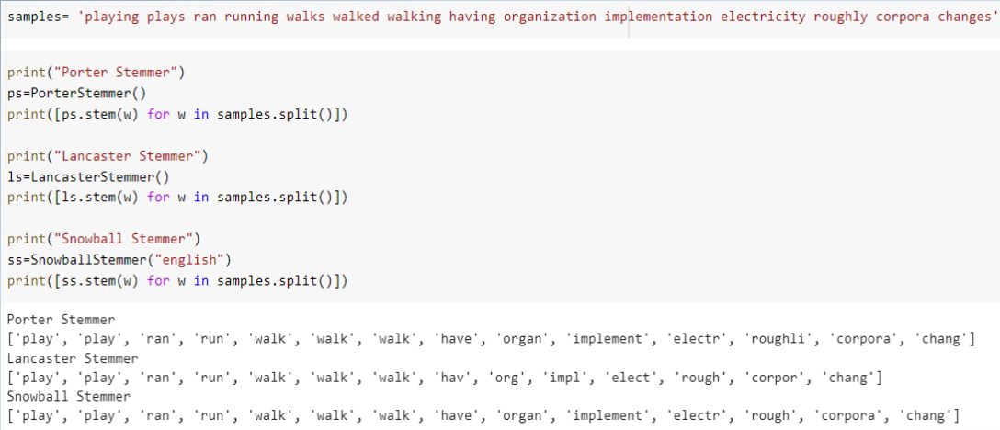 samples= 'playing plays ran running walks walked walking having organization implementation electricity roughly corpora changes'
print("Porter Stemmer")
ps=PorterStemmer()
print([ps.stem(w) for w in samples.split()])
print("Lancaster Stemmer")
ls=LancasterStemmer()
print([ls.stem(w) for w in samples.split()])
print("Snowball Stemmer")
ss=SnowballStemmer("english")
print([ss.stem(w) for w in samples.split()])
Porter Stemmer
['play', 'play', 'ran', 'run', 'walk', 'walk', 'walk', 'have', 'organ', 'implement', 'electr', 'roughli', 'corpora', 'chang']
Lancaster Stemmer
['play', 'play', 'ran', 'run', 'walk', 'walk', 'walk', 'hav', 'org', 'impl', 'elect', 'rough', 'corpor', 'chang']
Snowball Stemmer
['play', 'play', 'ran', 'run', 'walk', 'walk', 'walk', 'have', 'organ', 'implement', 'electr', 'rough', 'corpora', 'chang']